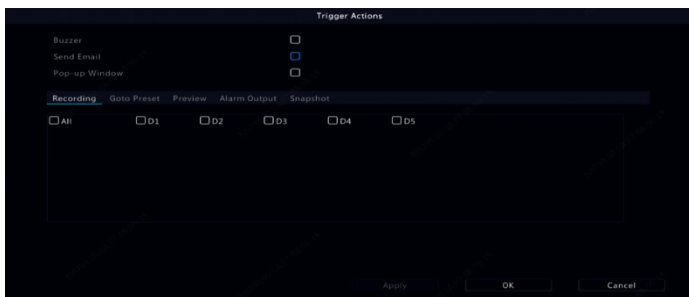 Trigger Actions
Buzzer
Send Email
Pop-up Window
Recording Goto Preset Preview Alarm Output Snapshot
All D1 D2 D3 D4 D5
Apply OK Cancel